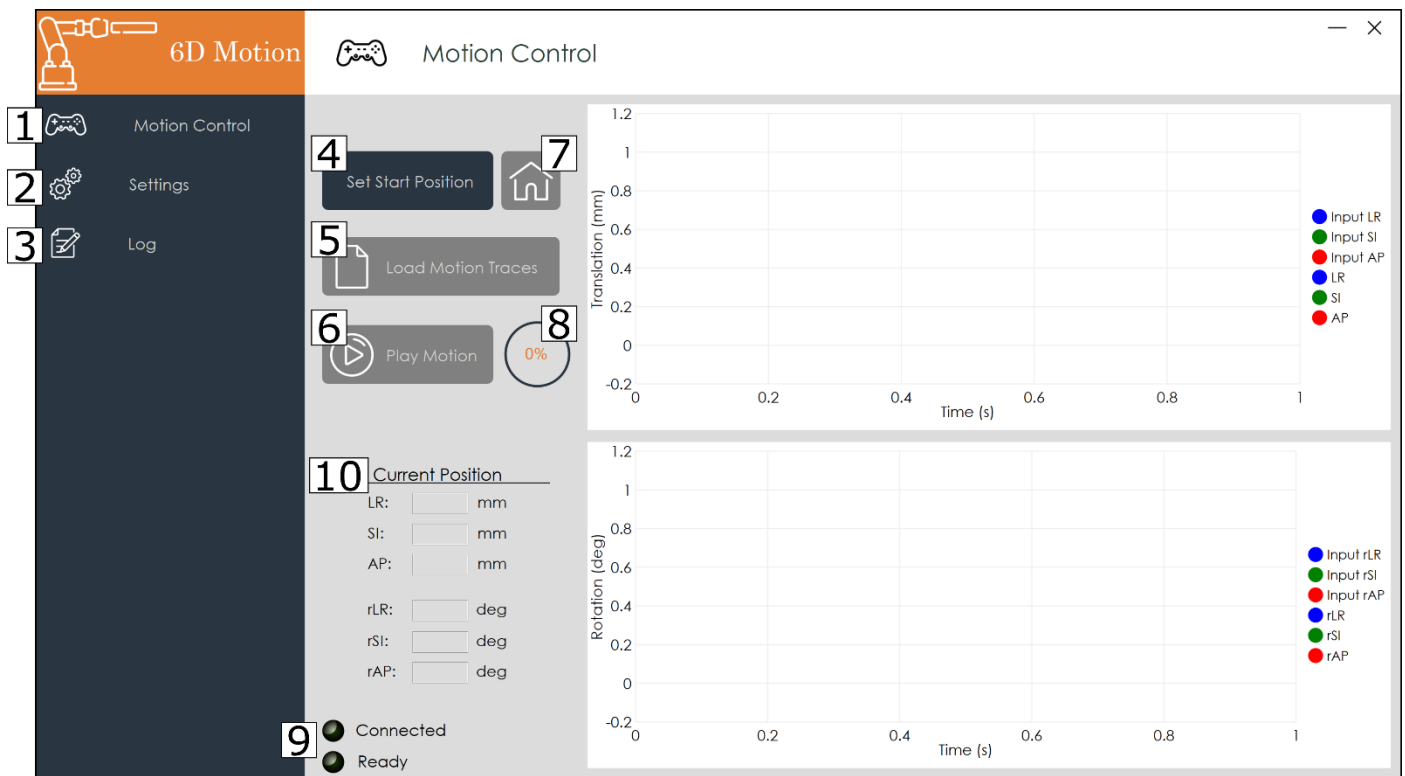 6D Motion
Motion Control
1 Motion Control
2 Settings
3 Log
4 Set Start Position
7
5 Load Motion Traces
6 Play Motion
8 0%
10 Current Position
LR: mm
SI: mm
AP: mm
rLR: deg
rSI: deg
rAP: deg
9 Connected
Ready
Translation (mm)
1.2
1
0.8
0.6
0.4
0.2
0
-0.2
0 0.2 0.4 0.6 0.8 1
Time (s)
Input LR
Input SI
Input AP
LR
SI
AP
Rotation (deg)
1.2
1
0.8
0.6
0.4
0.2
0
-0.2
0 0.2 0.4 0.6 0.8 1
Time (s)
Input rLR
Input rSI
Input rAP
rLR
rSI
rAP